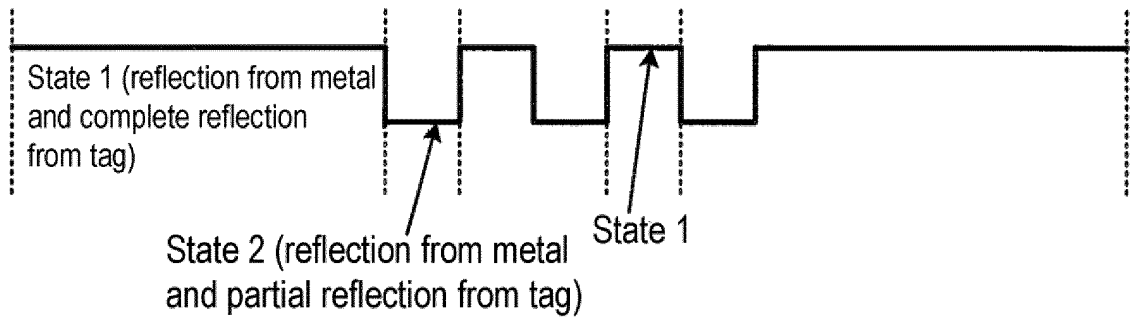 State 1 (reflection from metal
and complete reflection
from tag)
State 2 (reflection from metal
and partial reflection from tag)
State 1